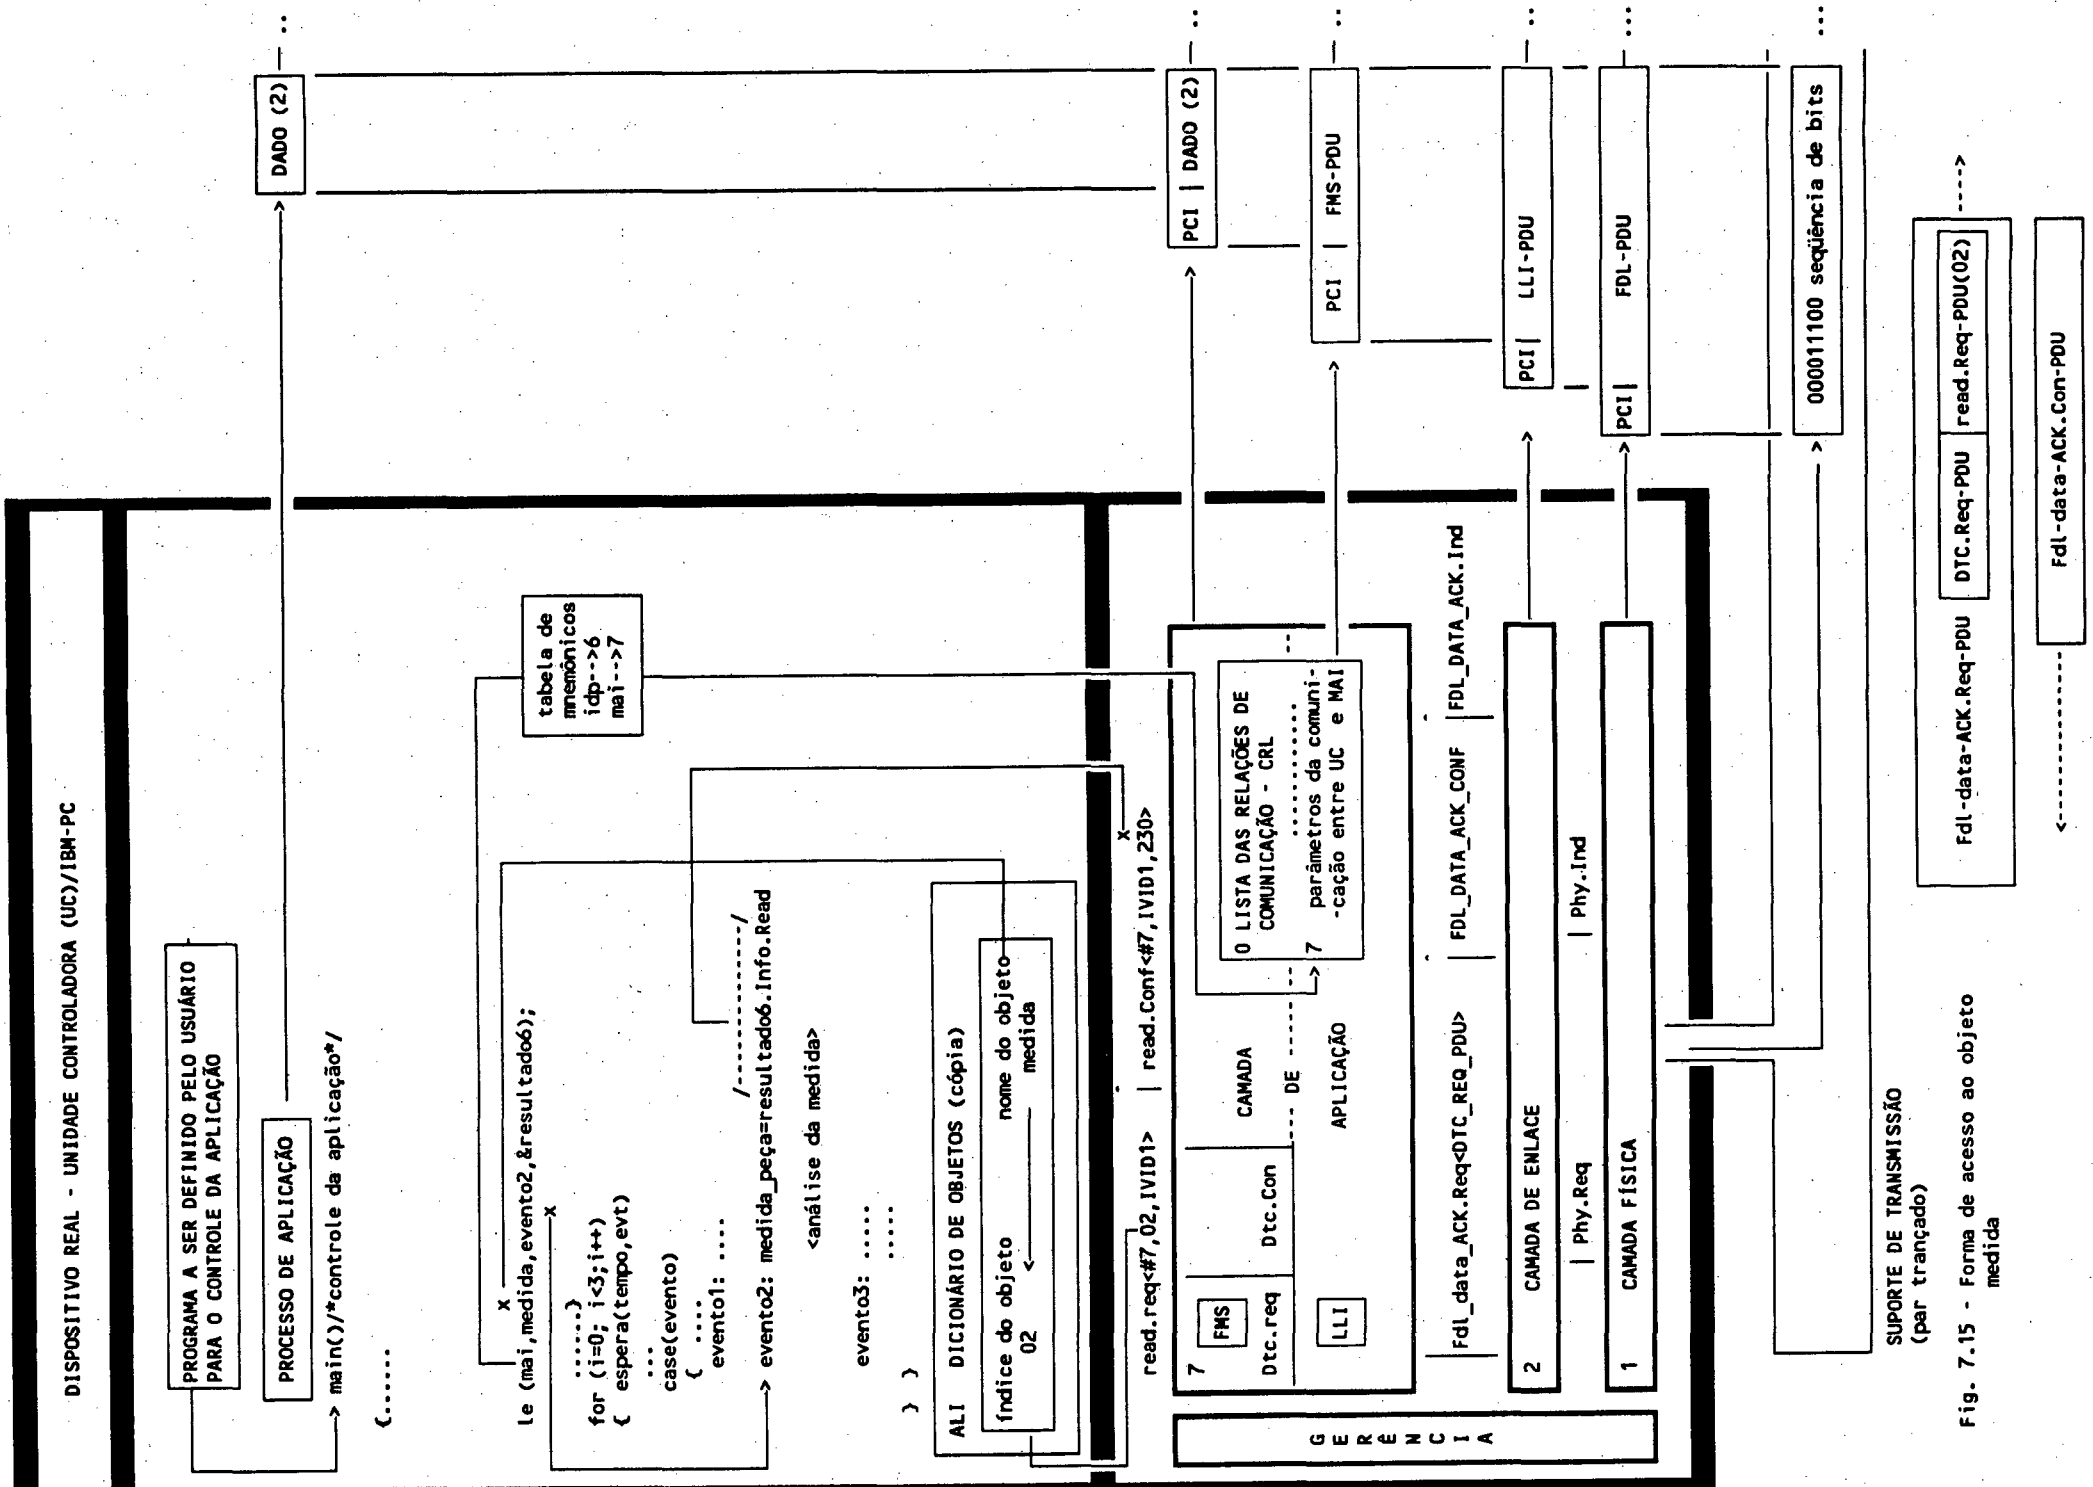 DISPOSITIVO REAL - UNIDADE CONTROLADORA (UC)/IBM-PC
PROGRAMA A SER DEFINIDO PELO USUÁRIO
PARA O CONTROLE DA APLICAÇÃO
PROCESSO DE APLICAÇÃO
DADO (2) — ..
> main()/*controle da aplicação*/
{.....
tabela de
mnemônicos
idp-->6
mai-->7
x
le (mai,medida,evento2,&resultado6);
x
......}
for (i=0; i<3;i++)
{ espera(tempo,evt)
...
case(evento)
{ ....
evento1: ....
/------------/
> evento2: medida_peça=resultado6.Info.Read
<análise da medida>
evento3: .....
.....
} }
ALI DICIONÁRIO DE OBJETOS (cópia)
índice do objeto nome do objeto
02 <———— medida
x
read.req<#7,02,IVID1> | read.Conf<#7,IVID1,230>
PCI | DADO (2) — ..
7 CAMADA
FMS
Dtc.req Dtc.Con
---- DE ------- ---
LLI APLICAÇÃO
O LISTA DAS RELAÇÕES DE
COMUNICAÇÃO - CRL
............
> 7 parâmetros da comuni-
-cação entre UC e MAI
PCI | FMS-PDU — ..
Fdl_data_ACK.Req<DTC_REQ_PDU> | FDL_DATA_ACK_CONF | FDL_DATA_ACK.Ind
2 CAMADA DE ENLACE
PCI| LLI-PDU — ..
| Phy.Req | Phy.Ind
1 CAMADA FÍSICA
PCI| FDL-PDU ...
GERÊNCIA
> 000011100 seqüência de bits ...
SUPORTE DE TRANSMISSÃO
(par trançado)
Fdl-data-ACK.Req-PDU DTC.Req-PDU read.Req-PDU(02) ---->
Fig. 7.15 - Forma de acesso ao objeto
medida
<------------- Fdl-data-ACK.Con-PDU